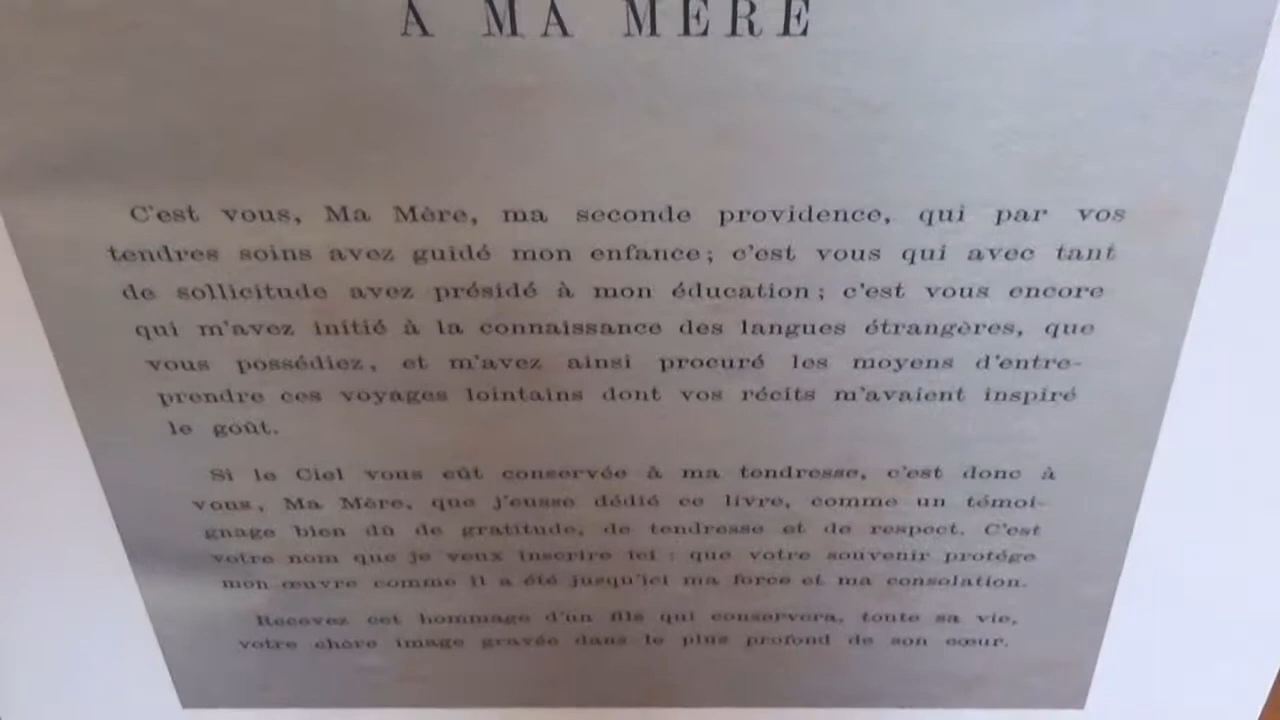 A MA MÈRE
C'est vous, Ma Mère, ma seconde providence, qui par vos
tendres soins avez guidé mon enfance; c'est vous qui avec tant
de sollicitude avez présidé à mon éducation; c'est vous encore
qui m'avez initié à la connaissance des langues étrangères, que
vous possédiez, et m'avez ainsi procuré les moyens d'entre-
prendre ces voyages lointains dont vos récits m'avaient inspiré
le goût.
Si le Ciel vous eût conservée à ma tendresse, c'est donc à
vous, Ma Mère, que j'eusse dédié ce livre, comme un témoi-
gnage bien dû de gratitude, de tendresse et de respect. C'est
votre nom que je veux inscrire ici : que votre souvenir protége
mon œuvre comme il a été jusqu'ici ma force et ma consolation.
Recevez cet hommage d'un fils qui conservera, toute sa vie,
votre chère image gravée dans le plus profond de son cœur.